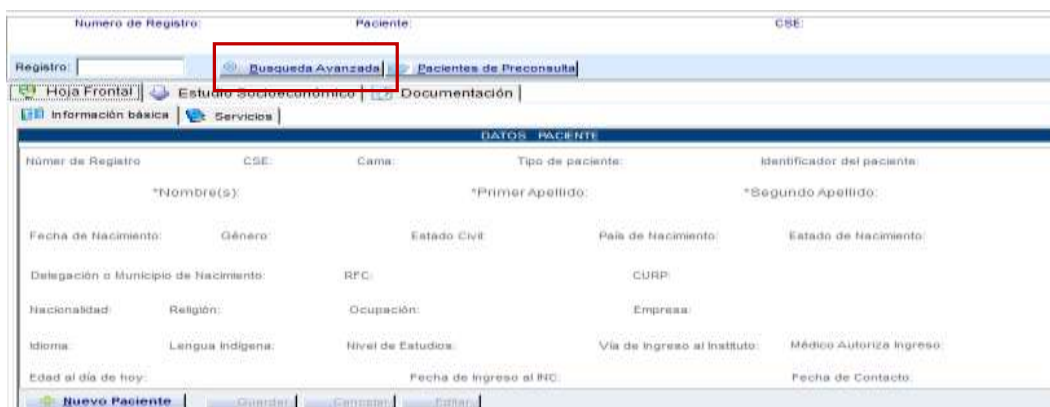 Numero de Registro: Paciente: CSE:
Registro: Busqueda Avanzada Pacientes de Preconsulta
Hoja Frontal Estudio Socioeconómico Documentación
Información básica Servicios
DATOS PACIENTE
Númer de Registro CSE: Cama: Tipo de paciente: Identificador del paciente:
*Nombre(s): *Primer Apellido: *Segundo Apellido:
Fecha de Nacimiento: Género: Estado Civil: País de Nacimiento: Estado de Nacimiento:
Delegación o Municipio de Nacimiento: RFC: CURP:
Nacionalidad: Religión: Ocupación: Empresa:
Idioma: Lengua Indígena: Nivel de Estudios: Vía de Ingreso al Instituto: Médico Autoriza Ingreso:
Edad al día de hoy: Fecha de Ingreso al INC: Fecha de Contacto:
Nuevo Paciente Guardar Cancelar Editar